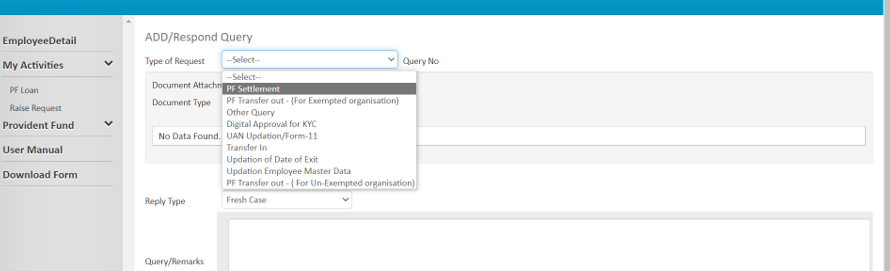 EmployeeDetail
My Activities
PF Loan
Raise Request
Provident Fund
User Manual
Download Form
ADD/Respond Query
Type of Request
--Select--
Query No
--Select--
PF Settlement
PF Transfer out - (For Exempted organisation)
Other Query
Digital Approval for KYC
UAN Updation/Form-11
Transfer In
Updation of Date of Exit
Updation Employee Master Data
PF Transfer out - ( For Un-Exempted organisation)
Document Attachm
Document Type
No Data Found.
Reply Type
Fresh Case
Query/Remarks